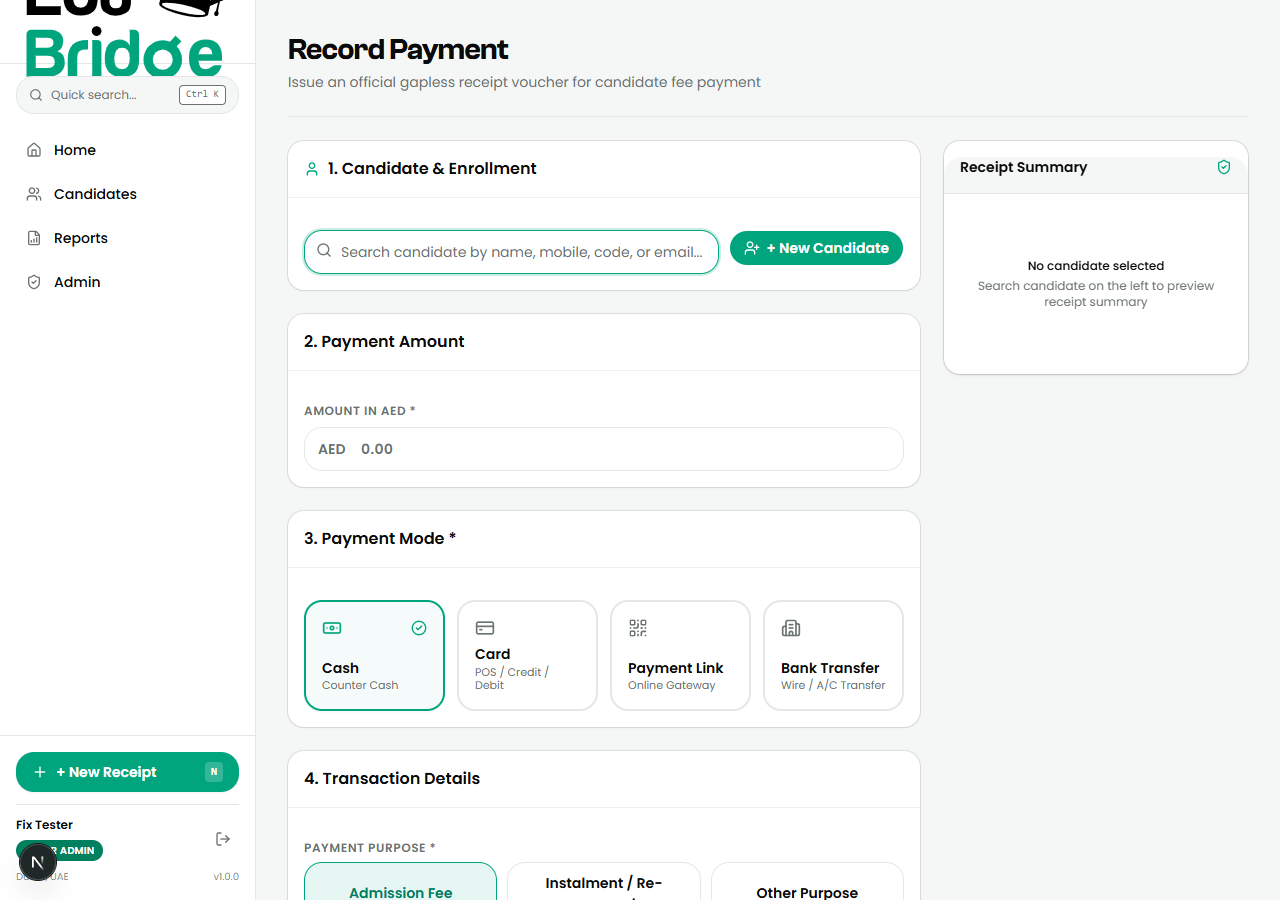 Edu
Bridge
Quick search...
Ctrl K
Home
Candidates
Reports
Admin
+ New Receipt
N
Fix Tester
ADMIN
N
UAE
v1.0.0
Record Payment
Issue an official gapless receipt voucher for candidate fee payment
1. Candidate & Enrollment
Search candidate by name, mobile, code, or email...
+ New Candidate
2. Payment Amount
AMOUNT IN AED *
AED 0.00
3. Payment Mode *
Cash
Counter Cash
Card
POS / Credit /
Debit
Payment Link
Online Gateway
Bank Transfer
Wire / A/C Transfer
4. Transaction Details
PAYMENT PURPOSE *
Admission Fee
Instalment / Re-
Other Purpose
Receipt Summary
No candidate selected
Search candidate on the left to preview
receipt summary